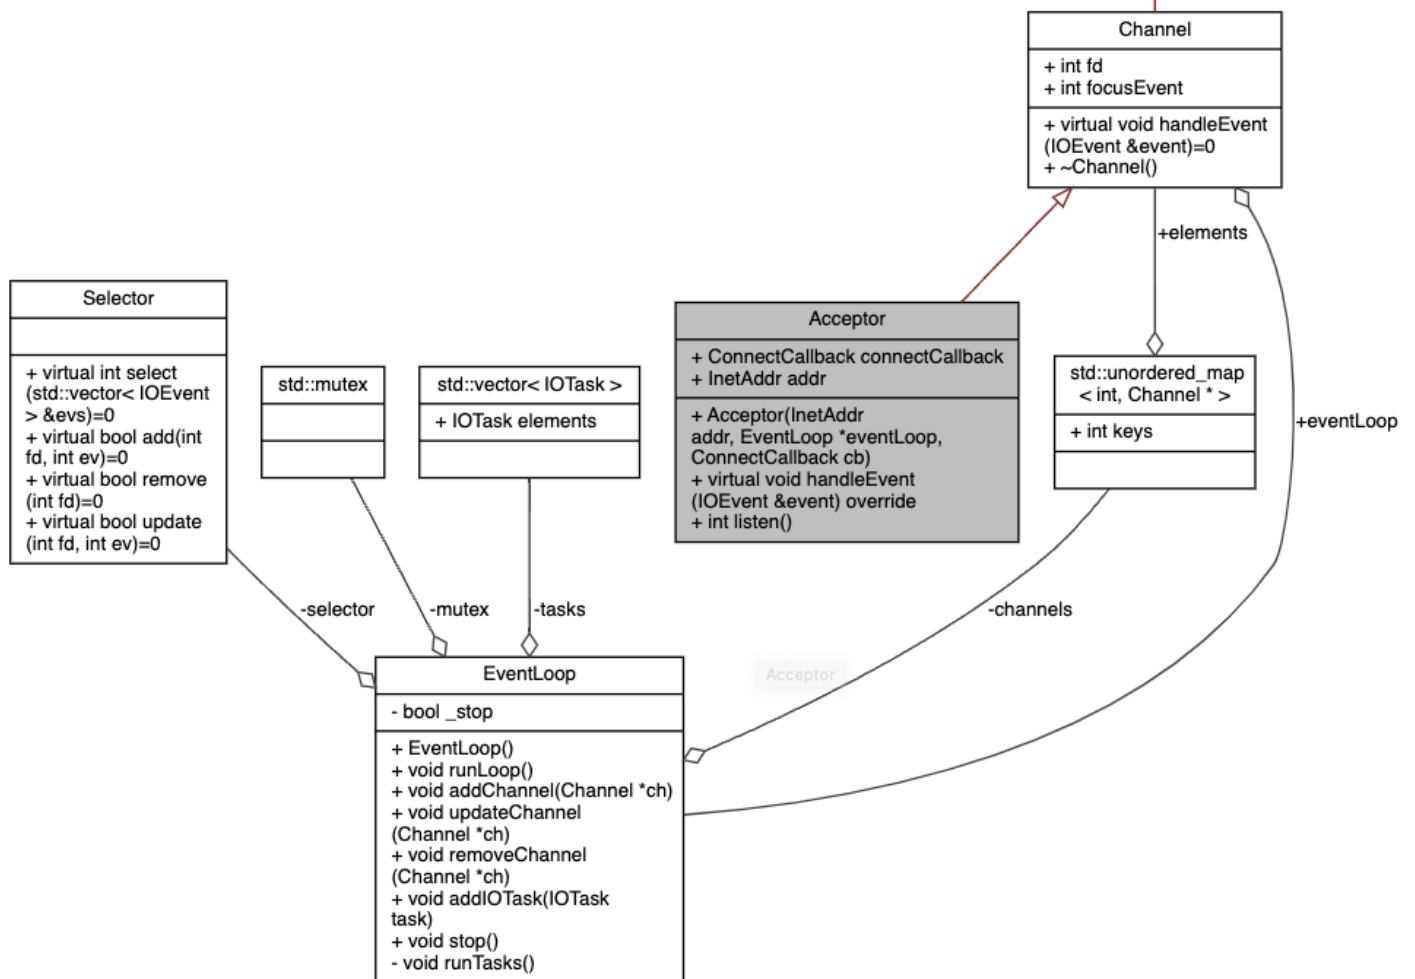 Channel
+ int fd
+ int focusEvent
+ virtual void handleEvent
(IOEvent &event)=0
+ ~Channel()
+elements
+eventLoop
Selector
+ virtual int select
(std::vector< IOEvent
> &evs)=0
+ virtual bool add(int
fd, int ev)=0
+ virtual bool remove
(int fd)=0
+ virtual bool update
(int fd, int ev)=0
std::mutex
std::vector< IOTask >
+ IOTask elements
Acceptor
+ ConnectCallback connectCallback
+ InetAddr addr
+ Acceptor(InetAddr
addr, EventLoop *eventLoop,
ConnectCallback cb)
+ virtual void handleEvent
(IOEvent &event) override
+ int listen()
std::unordered_map
< int, Channel * >
+ int keys
-selector
-mutex
-tasks
-channels
Acceptor
EventLoop
- bool _stop
+ EventLoop()
+ void runLoop()
+ void addChannel(Channel *ch)
+ void updateChannel
(Channel *ch)
+ void removeChannel
(Channel *ch)
+ void addIOTask(IOTask
task)
+ void stop()
- void runTasks()